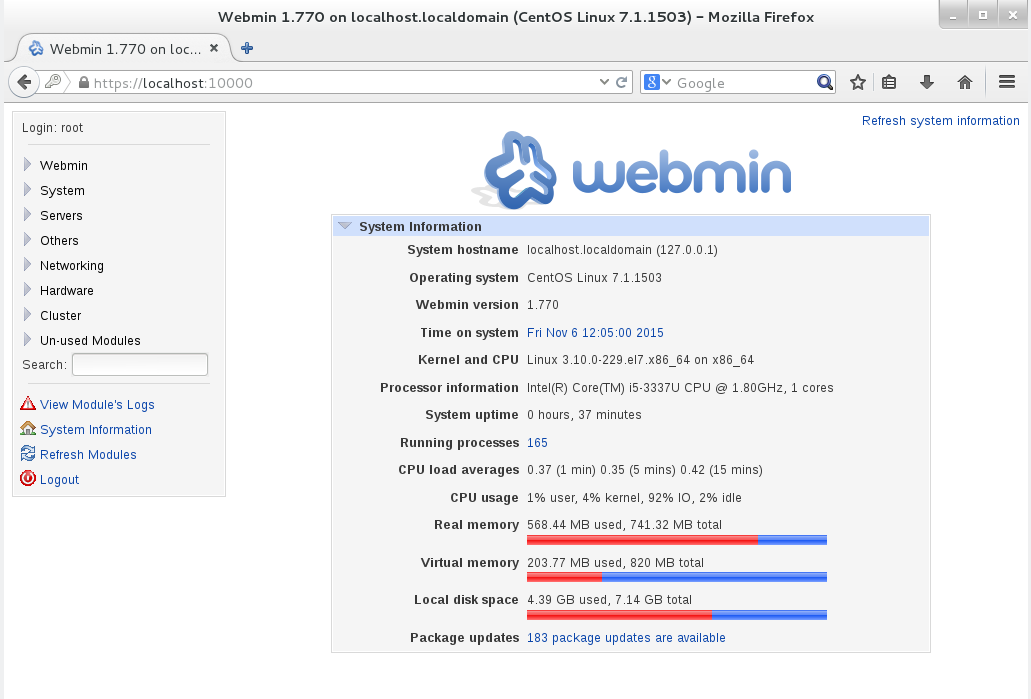 Webmin 1.770 on localhost.localdomain (CentOS Linux 7.1.1503) – Mozilla Firefox
Webmin 1.770 on loc...
https://localhost:10000
8 Google
Login: root
Webmin
System
Servers
Others
Networking
Hardware
Cluster
Un-used Modules
Search:
View Module's Logs
System Information
Refresh Modules
Logout
Refresh system information
webmin
System Information
System hostname localhost.localdomain (127.0.0.1)
Operating system CentOS Linux 7.1.1503
Webmin version 1.770
Time on system Fri Nov 6 12:05:00 2015
Kernel and CPU Linux 3.10.0-229.el7.x86_64 on x86_64
Processor information Intel(R) Core(TM) i5-3337U CPU @ 1.80GHz, 1 cores
System uptime 0 hours, 37 minutes
Running processes 165
CPU load averages 0.37 (1 min) 0.35 (5 mins) 0.42 (15 mins)
CPU usage 1% user, 4% kernel, 92% IO, 2% idle
Real memory 568.44 MB used, 741.32 MB total
Virtual memory 203.77 MB used, 820 MB total
Local disk space 4.39 GB used, 7.14 GB total
Package updates 183 package updates are available